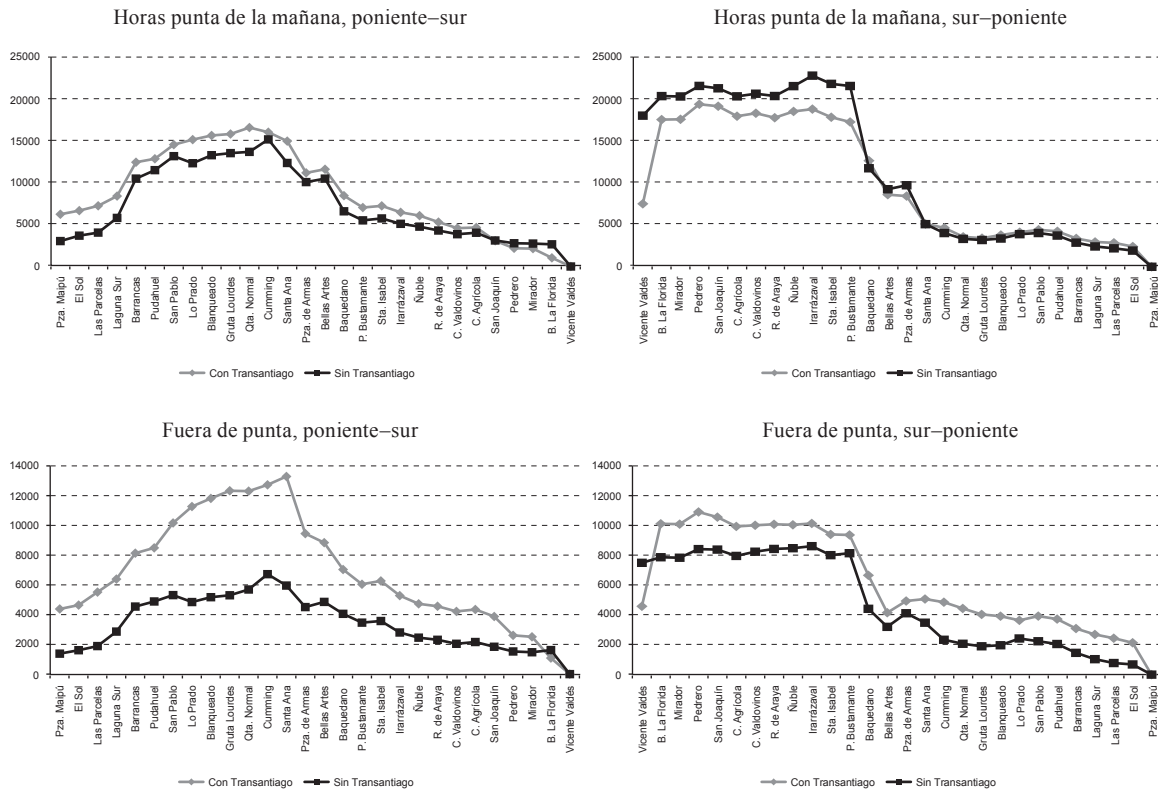 Horas punta de la mañana, poniente–sur
25000
20000
15000
10000
5000
0
Pza. Maipú
El Sol
Las Parcelas
Laguna Sur
Barrancas
Pudahuel
San Pablo
Lo Prado
Blanqueado
Gruta Lourdes
Qta. Normal
Cumming
Santa Ana
Pza. de Armas
Bellas Artes
Baquedano
P. Bustamante
Sta. Isabel
Irarrázaval
Ñuble
R. de Araya
C. Valdovinos
C. Agrícola
San Joaquín
Pedrero
Mirador
B. La Florida
Vicente Valdés
Con Transantiago
Sin Transantiago
Horas punta de la mañana, sur–poniente
25000
20000
15000
10000
5000
0
Vicente Valdés
B. La Florida
Mirador
Pedrero
San Joaquín
C. Agrícola
C. Valdovinos
R. de Araya
Ñuble
Irarrázaval
Sta. Isabel
P. Bustamante
Baquedano
Bellas Artes
Pza. de Armas
Santa Ana
Cumming
Qta. Normal
Gruta Lourdes
Blanqueado
Lo Prado
San Pablo
Pudahuel
Barrancas
Laguna Sur
Las Parcelas
El Sol
Pza. Maipú
Con Transantiago
Sin Transantiago
Fuera de punta, poniente–sur
14000
12000
10000
8000
6000
4000
2000
0
Pza. Maipú
El Sol
Las Parcelas
Laguna Sur
Barrancas
Pudahuel
San Pablo
Lo Prado
Blanqueado
Gruta Lourdes
Qta. Normal
Cumming
Santa Ana
Pza. de Armas
Bellas Artes
Baquedano
P. Bustamante
Sta. Isabel
Irarrázaval
Ñuble
R. de Araya
C. Valdovinos
C. Agrícola
San Joaquín
Pedrero
Mirador
B. La Florida
Vicente Valdés
Con Transantiago
Sin Transantiago
Fuera de punta, sur–poniente
14000
12000
10000
8000
6000
4000
2000
0
Vicente Valdés
B. La Florida
Mirador
Pedrero
San Joaquín
C. Agrícola
C. Valdovinos
R. de Araya
Ñuble
Irarrázaval
Sta. Isabel
P. Bustamante
Baquedano
Bellas Artes
Pza. de Armas
Santa Ana
Cumming
Qta. Normal
Gruta Lourdes
Blanqueado
Lo Prado
San Pablo
Pudahuel
Barrancas
Laguna Sur
Las Parcelas
El Sol
Pza. Maipú
Con Transantiago
Sin Transantiago